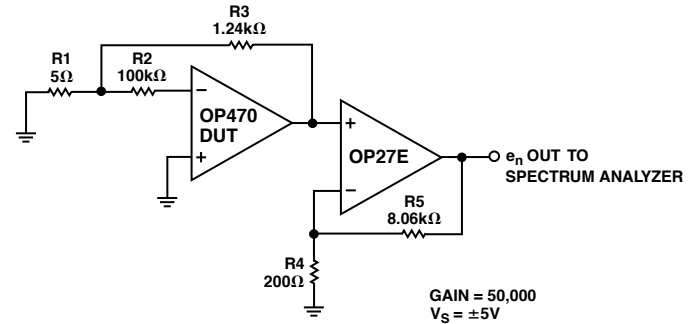 R3
1.24kΩ
R1
5Ω
R2
100kΩ
−
OP470
DUT
+
+
OP27E
−
en OUT TO
SPECTRUM ANALYZER
R5
8.06kΩ
R4
200Ω
GAIN = 50,000
VS = ±5V